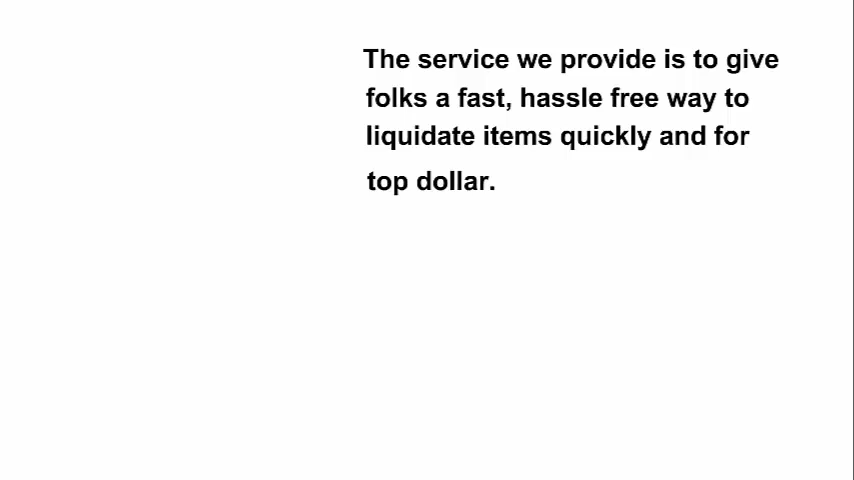 The service we provide is to give
folks a fast, hassle free way to
liquidate items quickly and for
top dollar.